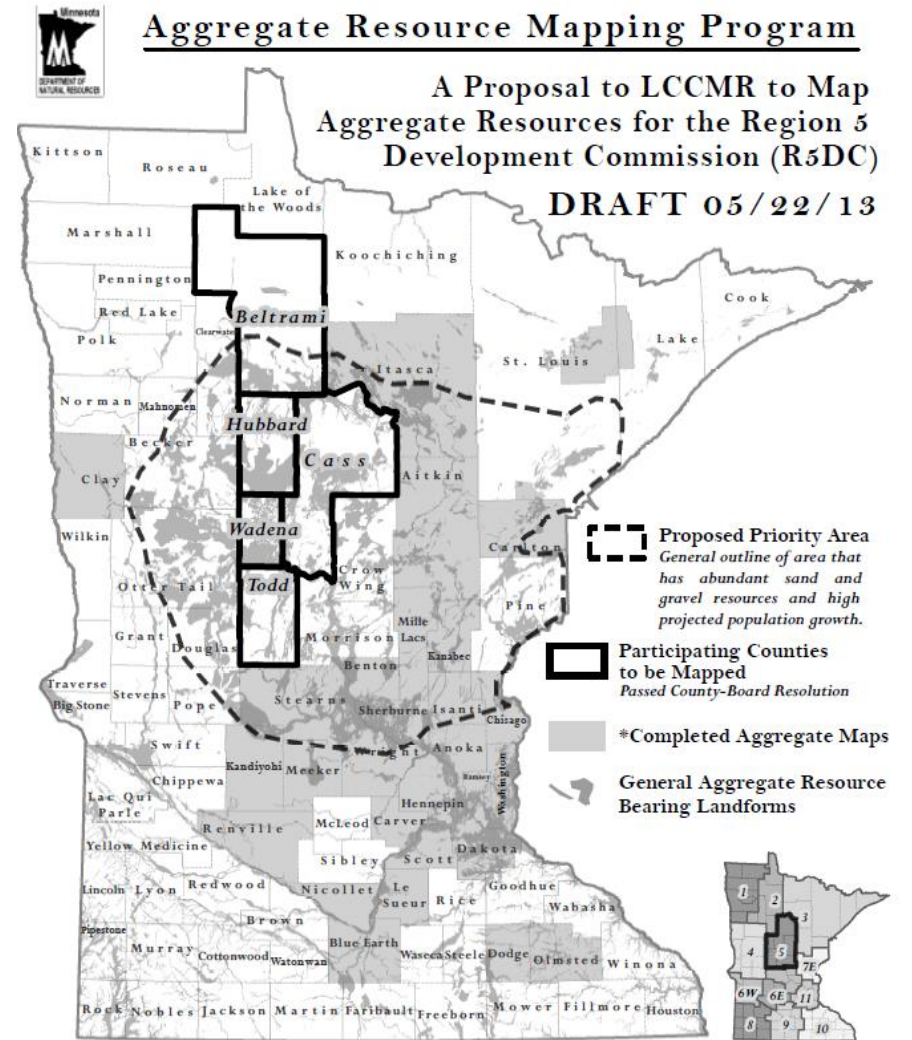 Minnesota
DEPARTMENT OF
NATURAL RESOURCES
Aggregate Resource Mapping Program
A Proposal to LCCMR to Map
Aggregate Resources for the Region 5
Development Commission (R5DC)
DRAFT 05/22/13
Kittson
Roseau
Lake of
the Woods
Marshall
Koochiching
Pennington
Red Lake
Beltrami
Cook
Clearwater
Polk
Lake
St. Louis
Itasca
Norman
Mahnomen
Hubbard
Becker
Cass
Clay
Aitkin
Wadena
Wilkin
Carlton
Crow
Wing
Otter Tail
Todd
Pine
Mille
Lacs
Grant
Douglas
Morrison
Kanabec
Benton
Traverse
Big Stone
Stevens
Pope
Stearns
Sherburne
Isanti
Chisago
Swift
Wright
Anoka
Kandiyohi
Meeker
Ramsey
Washington
Chippewa
Lac Qui
Parle
Hennepin
Renville
McLeod
Carver
Yellow Medicine
Sibley
Scott
Dakota
Lincoln
Lyon
Redwood
Nicollet
Le
Sueur
Rice
Goodhue
Wabasha
Brown
Pipestone
Murray
Cottonwood
Watonwan
Blue Earth
Waseca
Steele
Dodge
Olmsted
Winona
Rock
Nobles
Jackson
Martin
Faribault
Freeborn
Mower
Fillmore
Houston
Proposed Priority Area
General outline of area that
has abundant sand and
gravel resources and high
projected population growth.
Participating Counties
to be Mapped
Passed County-Board Resolution
*Completed Aggregate Maps
General Aggregate Resource
Bearing Landforms
1
2
3
4
5
7E
6W
6E
11
8
9
10